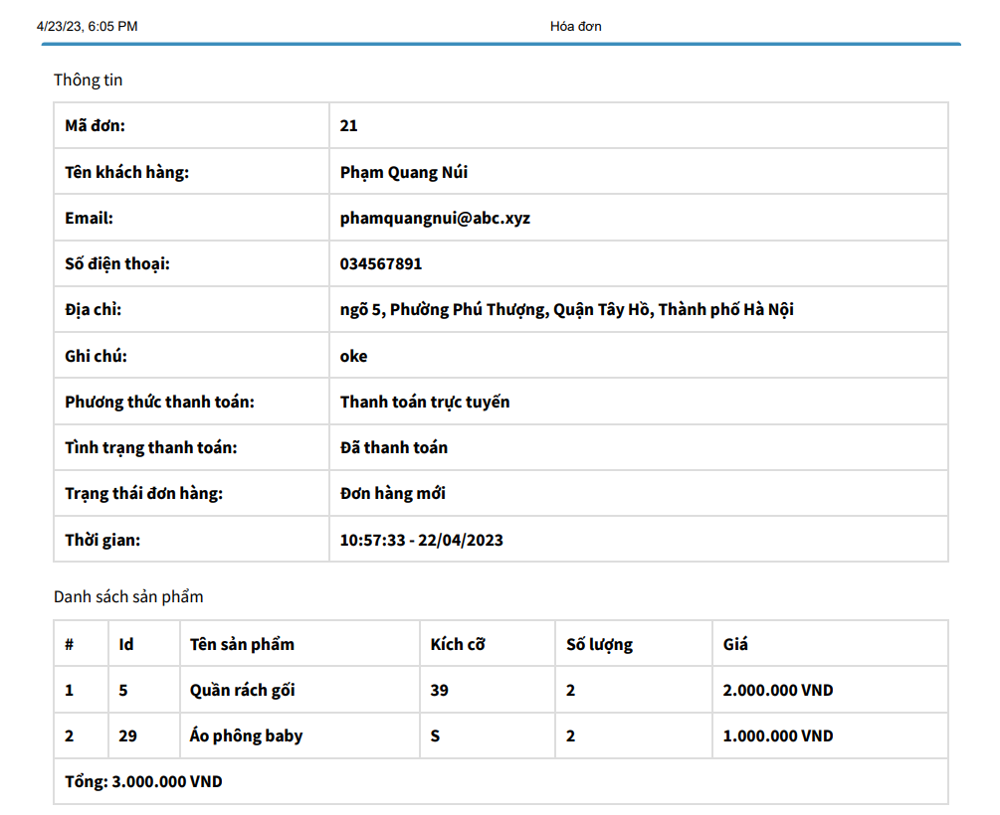 4/23/23, 6:05 PM Hóa đơn
Thông tin
Mã đơn: 21
Tên khách hàng: Phạm Quang Núi
Email: phamquangnui@abc.xyz
Số điện thoại: 034567891
Địa chỉ: ngõ 5, Phường Phú Thượng, Quận Tây Hồ, Thành phố Hà Nội
Ghi chú: oke
Phương thức thanh toán: Thanh toán trực tuyến
Tình trạng thanh toán: Đã thanh toán
Trạng thái đơn hàng: Đơn hàng mới
Thời gian: 10:57:33 - 22/04/2023
Danh sách sản phẩm
# Id Tên sản phẩm Kích cỡ Số lượng Giá
1 5 Quần rách gối 39 2 2.000.000 VND
2 29 Áo phông baby S 2 1.000.000 VND
Tổng: 3.000.000 VND